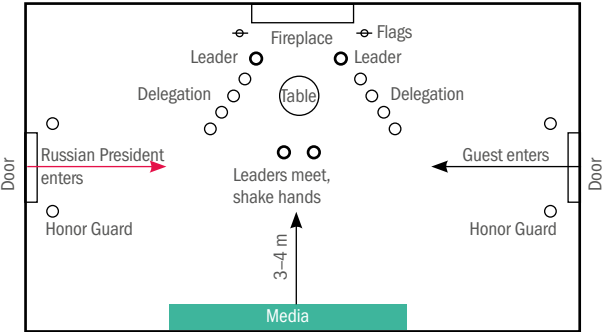 Flags
Fireplace
Leader
Leader
Delegation
Table
Delegation
Door
Russian President
enters
Guest enters
Door
Leaders meet,
shake hands
Honor Guard
Honor Guard
3–4 m
Media